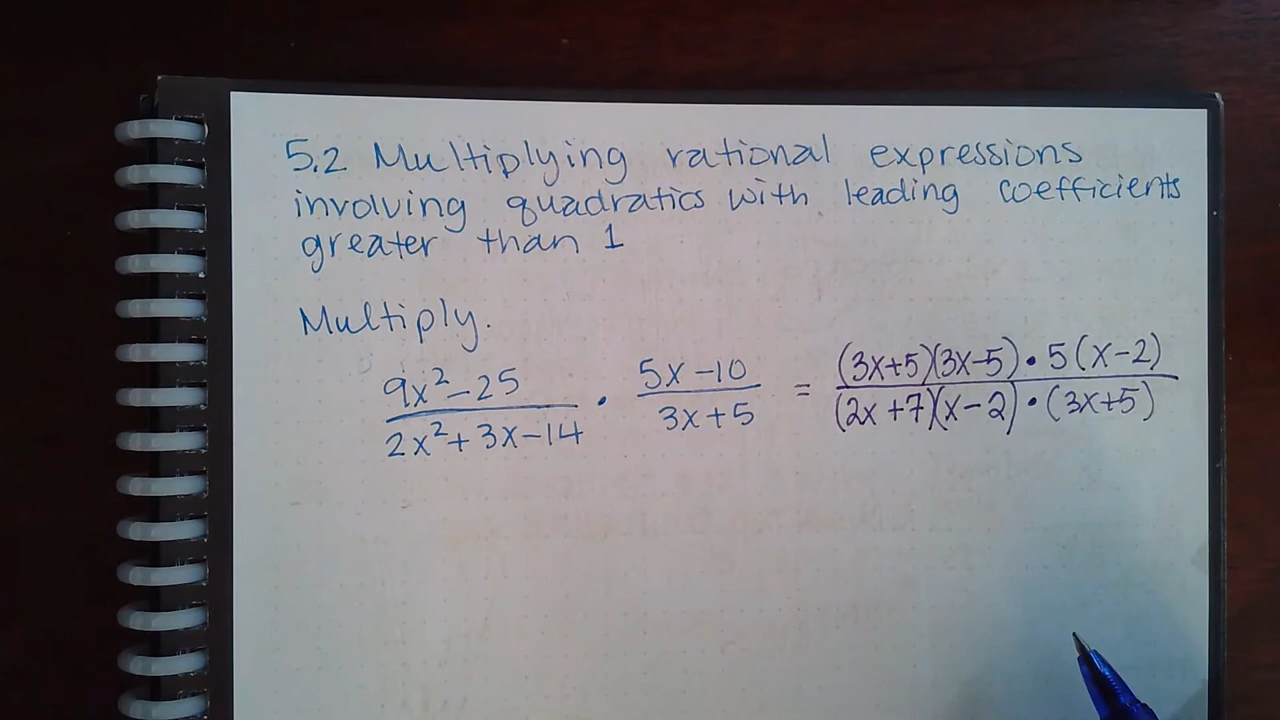 5.2 Multiplying rational expressions
involving quadratics with leading coefficients
greater than 1
Multiply.
(9x²-25)/(2x²+3x-14) · (5x-10)/(3x+5) = ((3x+5)(3x-5)·5(x-2))/((2x+7)(x-2)·(3x+5))